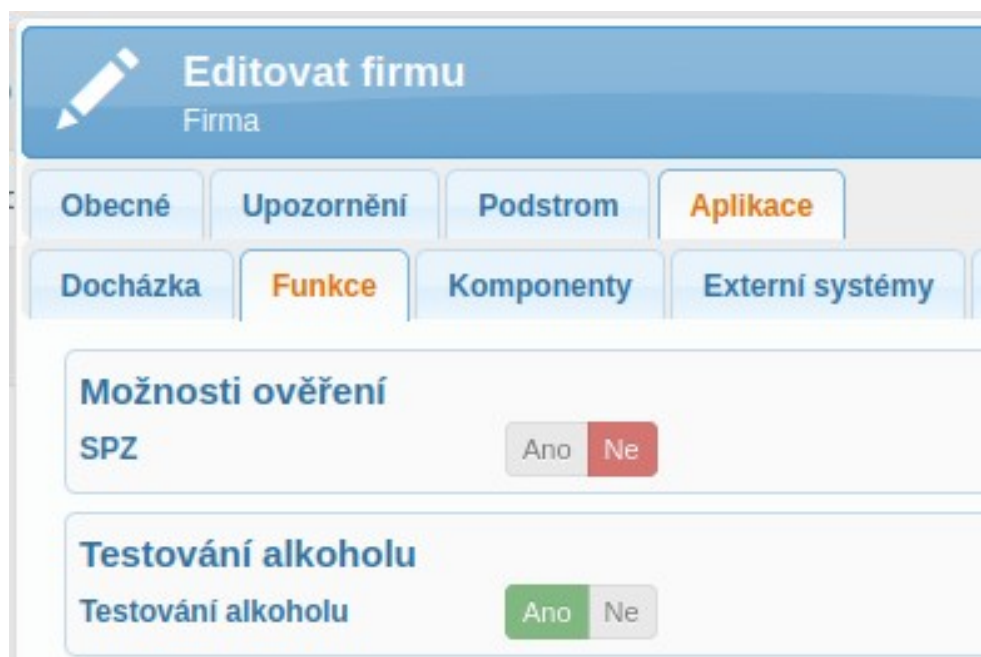 Editovat firmu
Firma
Obecné Upozornění Podstrom Aplikace
Docházka Funkce Komponenty Externí systémy
Možnosti ověření
SPZ Ano Ne
Testování alkoholu
Testování alkoholu Ano Ne